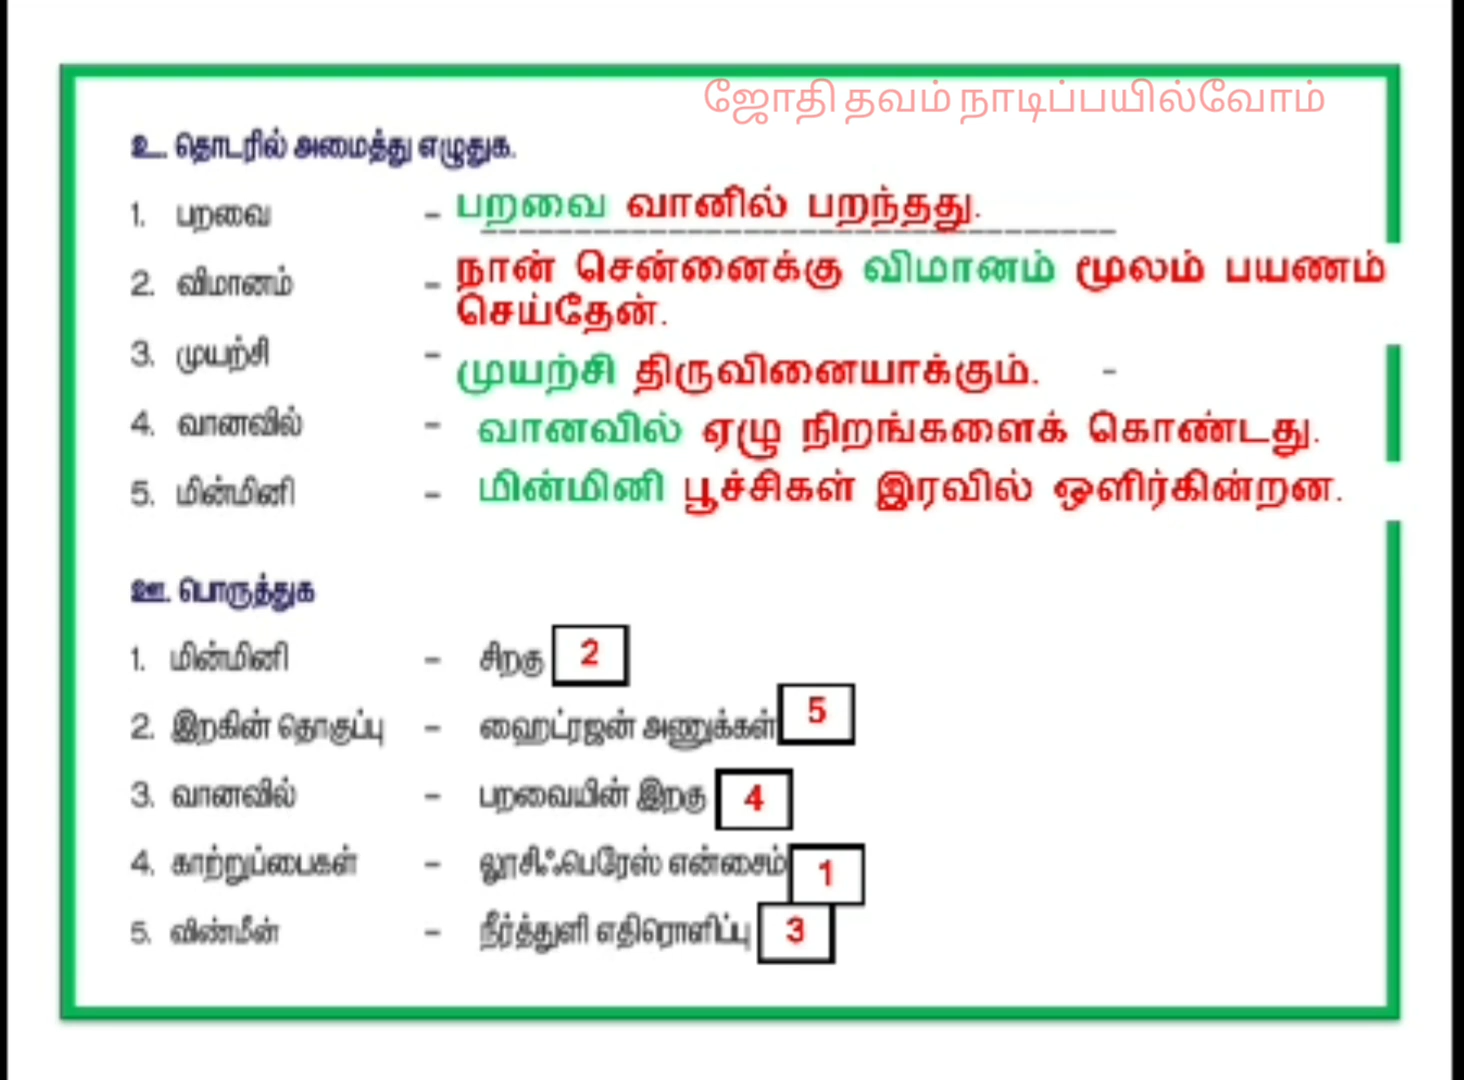 ஜோதி தவம் நாடிப்பயில்வோம்
உ. தொடரில் அமைத்து எழுதுக.
1. பறவை – பறவை வானில் பறந்தது.
2. விமானம் – நான் சென்னைக்கு விமானம் மூலம் பயணம்
செய்தேன்.
3. முயற்சி – முயற்சி திருவினையாக்கும். -
4. வானவில் – வானவில் ஏழு நிறங்களைக் கொண்டது.
5. மின்மினி – மின்மினி பூச்சிகள் இரவில் ஒளிர்கின்றன.
ஊ. பொருத்துக
1. மின்மினி – சிறகு 2
2. இறகின் தொகுப்பு – ஹைட்ரஜன் அணுக்கள் 5
3. வானவில் – பறவையின் இறகு 4
4. காற்றுப்பைகள் – லூசிஃபெரேஸ் என்சைம் 1
5. விண்மீன் – நீர்த்துளி எதிரொளிப்பு 3